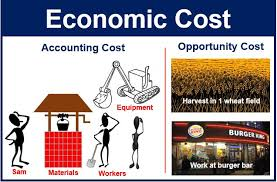 Economic Cost
Accounting Cost
Equipment
Sam
Materials
Workers
Opportunity Cost
Harvest in 1 wheat field
BURGER KING
Work at burger bar